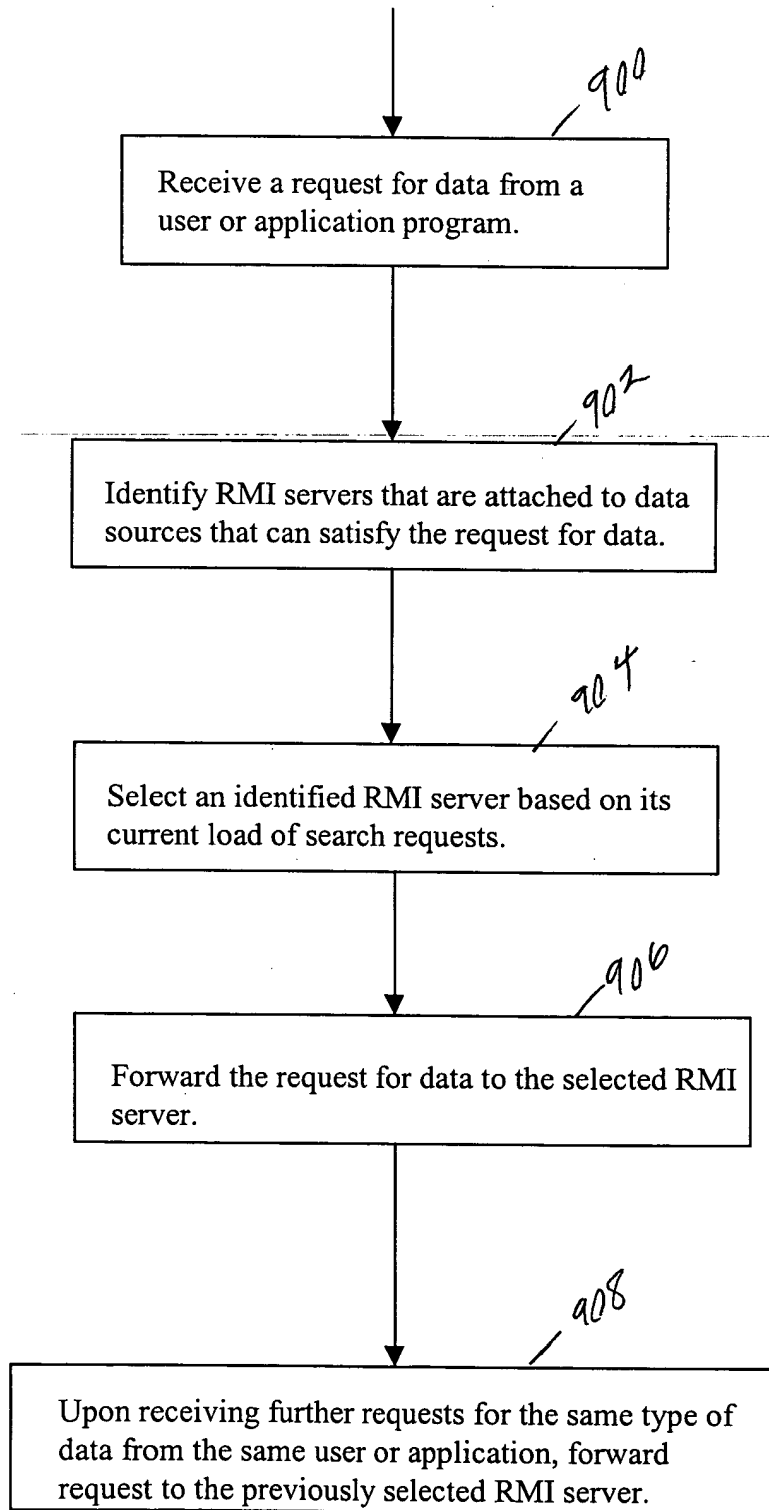 900
Receive a request for data from a
user or application program.
902
Identify RMI servers that are attached to data
sources that can satisfy the request for data.
904
Select an identified RMI server based on its
current load of search requests.
906
Forward the request for data to the selected RMI
server.
908
Upon receiving further requests for the same type of
data from the same user or application, forward
request to the previously selected RMI server.